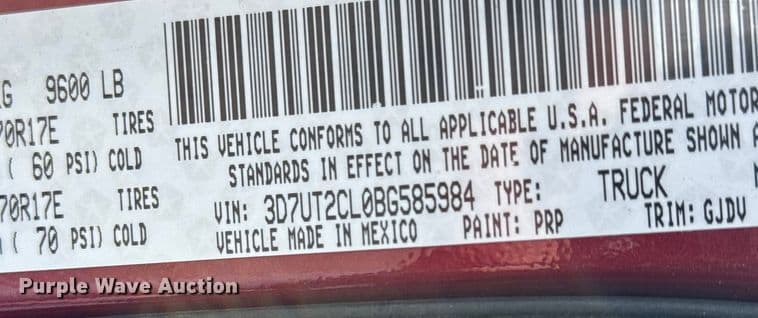 KG 9600 LB
70R17E TIRES
( 60 PSI) COLD
70R17E TIRES
( 70 PSI) COLD
THIS VEHICLE CONFORMS TO ALL APPLICABLE U.S.A. FEDERAL MOTOR
STANDARDS IN EFFECT ON THE DATE OF MANUFACTURE SHOWN A
VIN: 3D7UT2CL0BG585984 TYPE: TRUCK
VEHICLE MADE IN MEXICO PAINT: PRP TRIM: GJDV
Purple Wave Auction